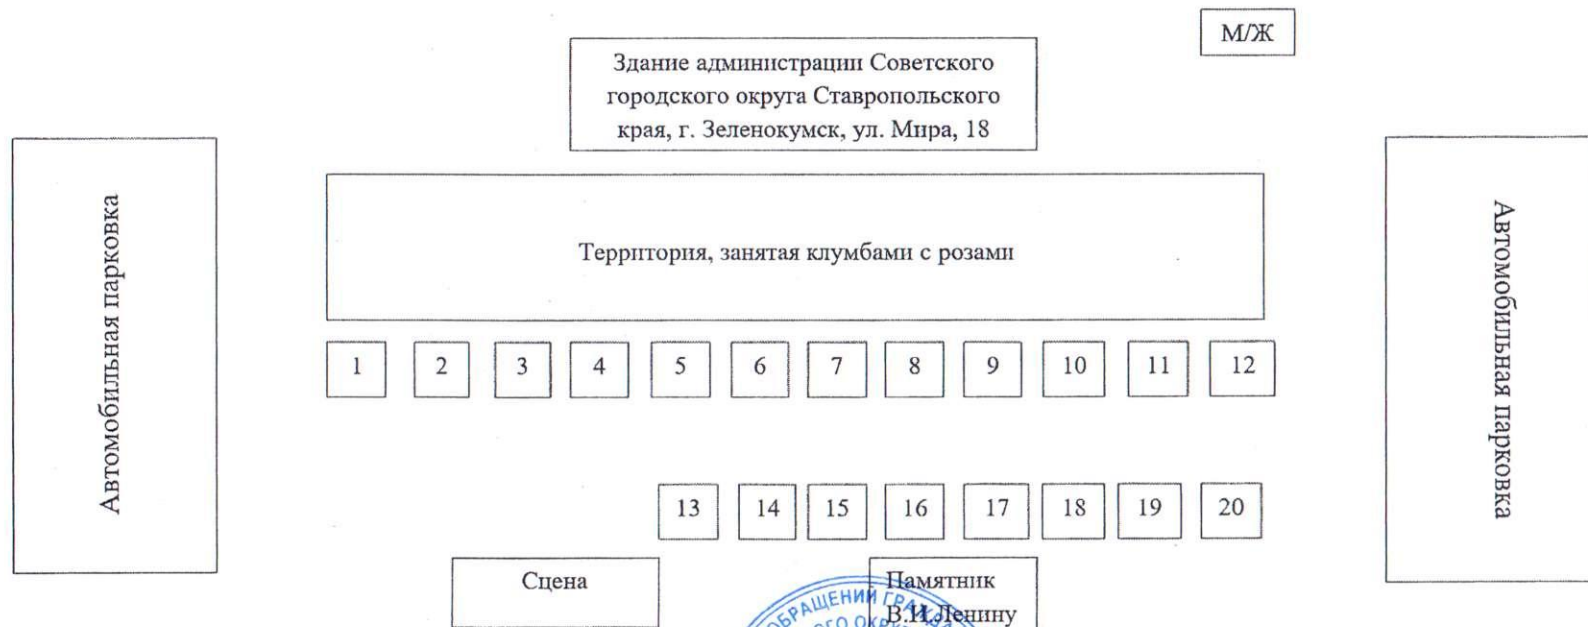 М/Ж
Здание администрации Советского
городского округа Ставропольского
края, г. Зеленокумск, ул. Мира, 18
Автомобильная парковка
Территория, занятая клумбами с розами
Автомобильная парковка
1 2 3 4 5 6 7 8 9 10 11 12
13 14 15 16 17 18 19 20
Сцена
Памятник
В.И.Ленину
ОБРАЩЕНИЙ ГРАЖДА